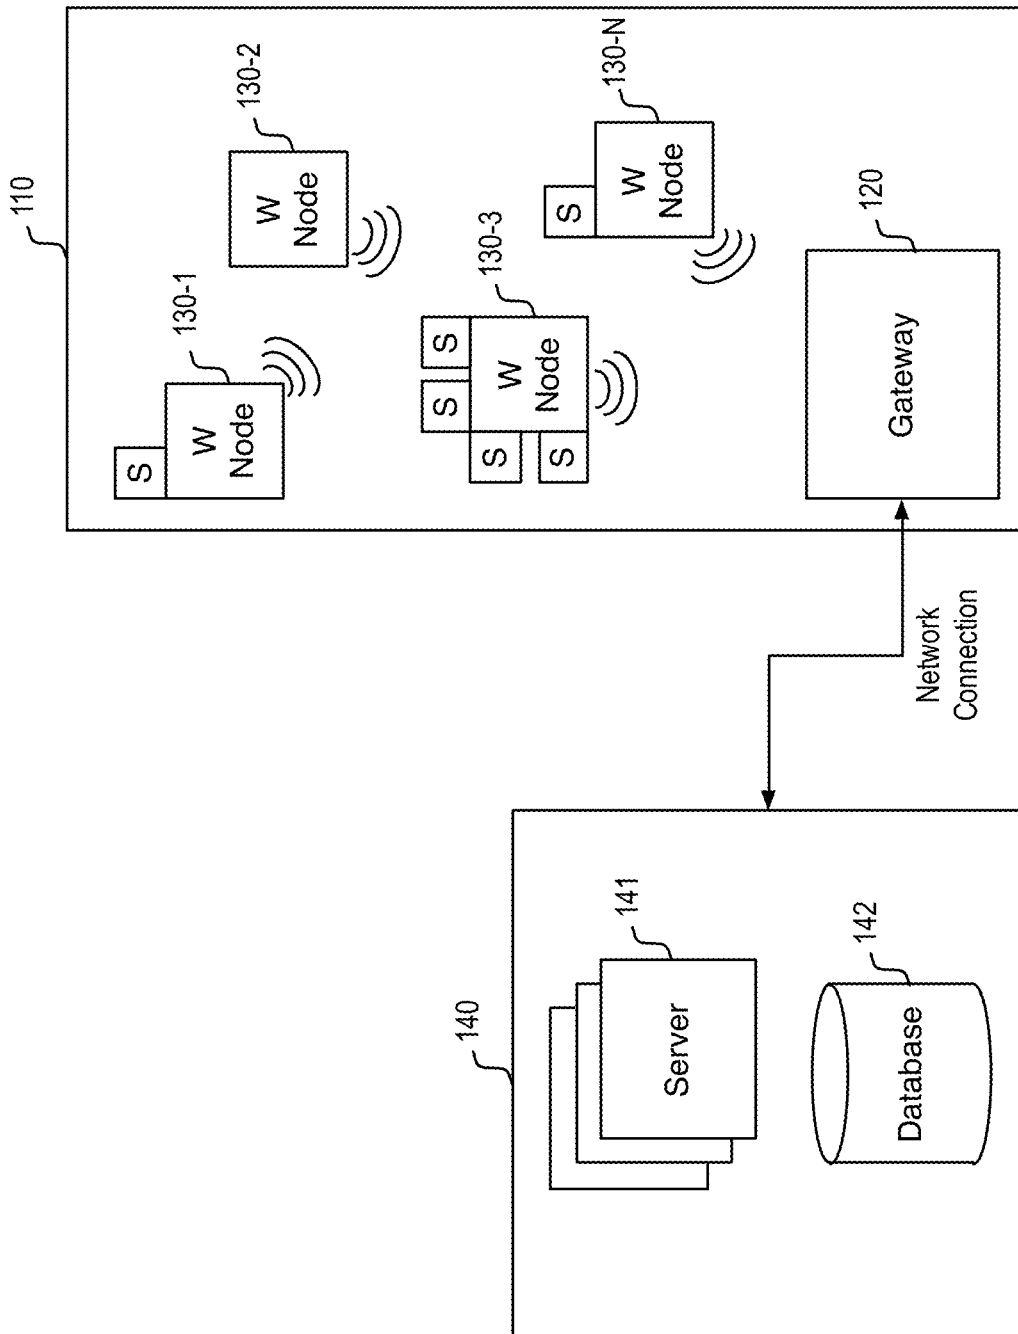 110
130-1
130-2
130-3
130-N
120
S
W
Node
W
Node
S
S
S
S
W
Node
S
W
Node
Gateway
Network
Connection
140
141
Server
142
Database